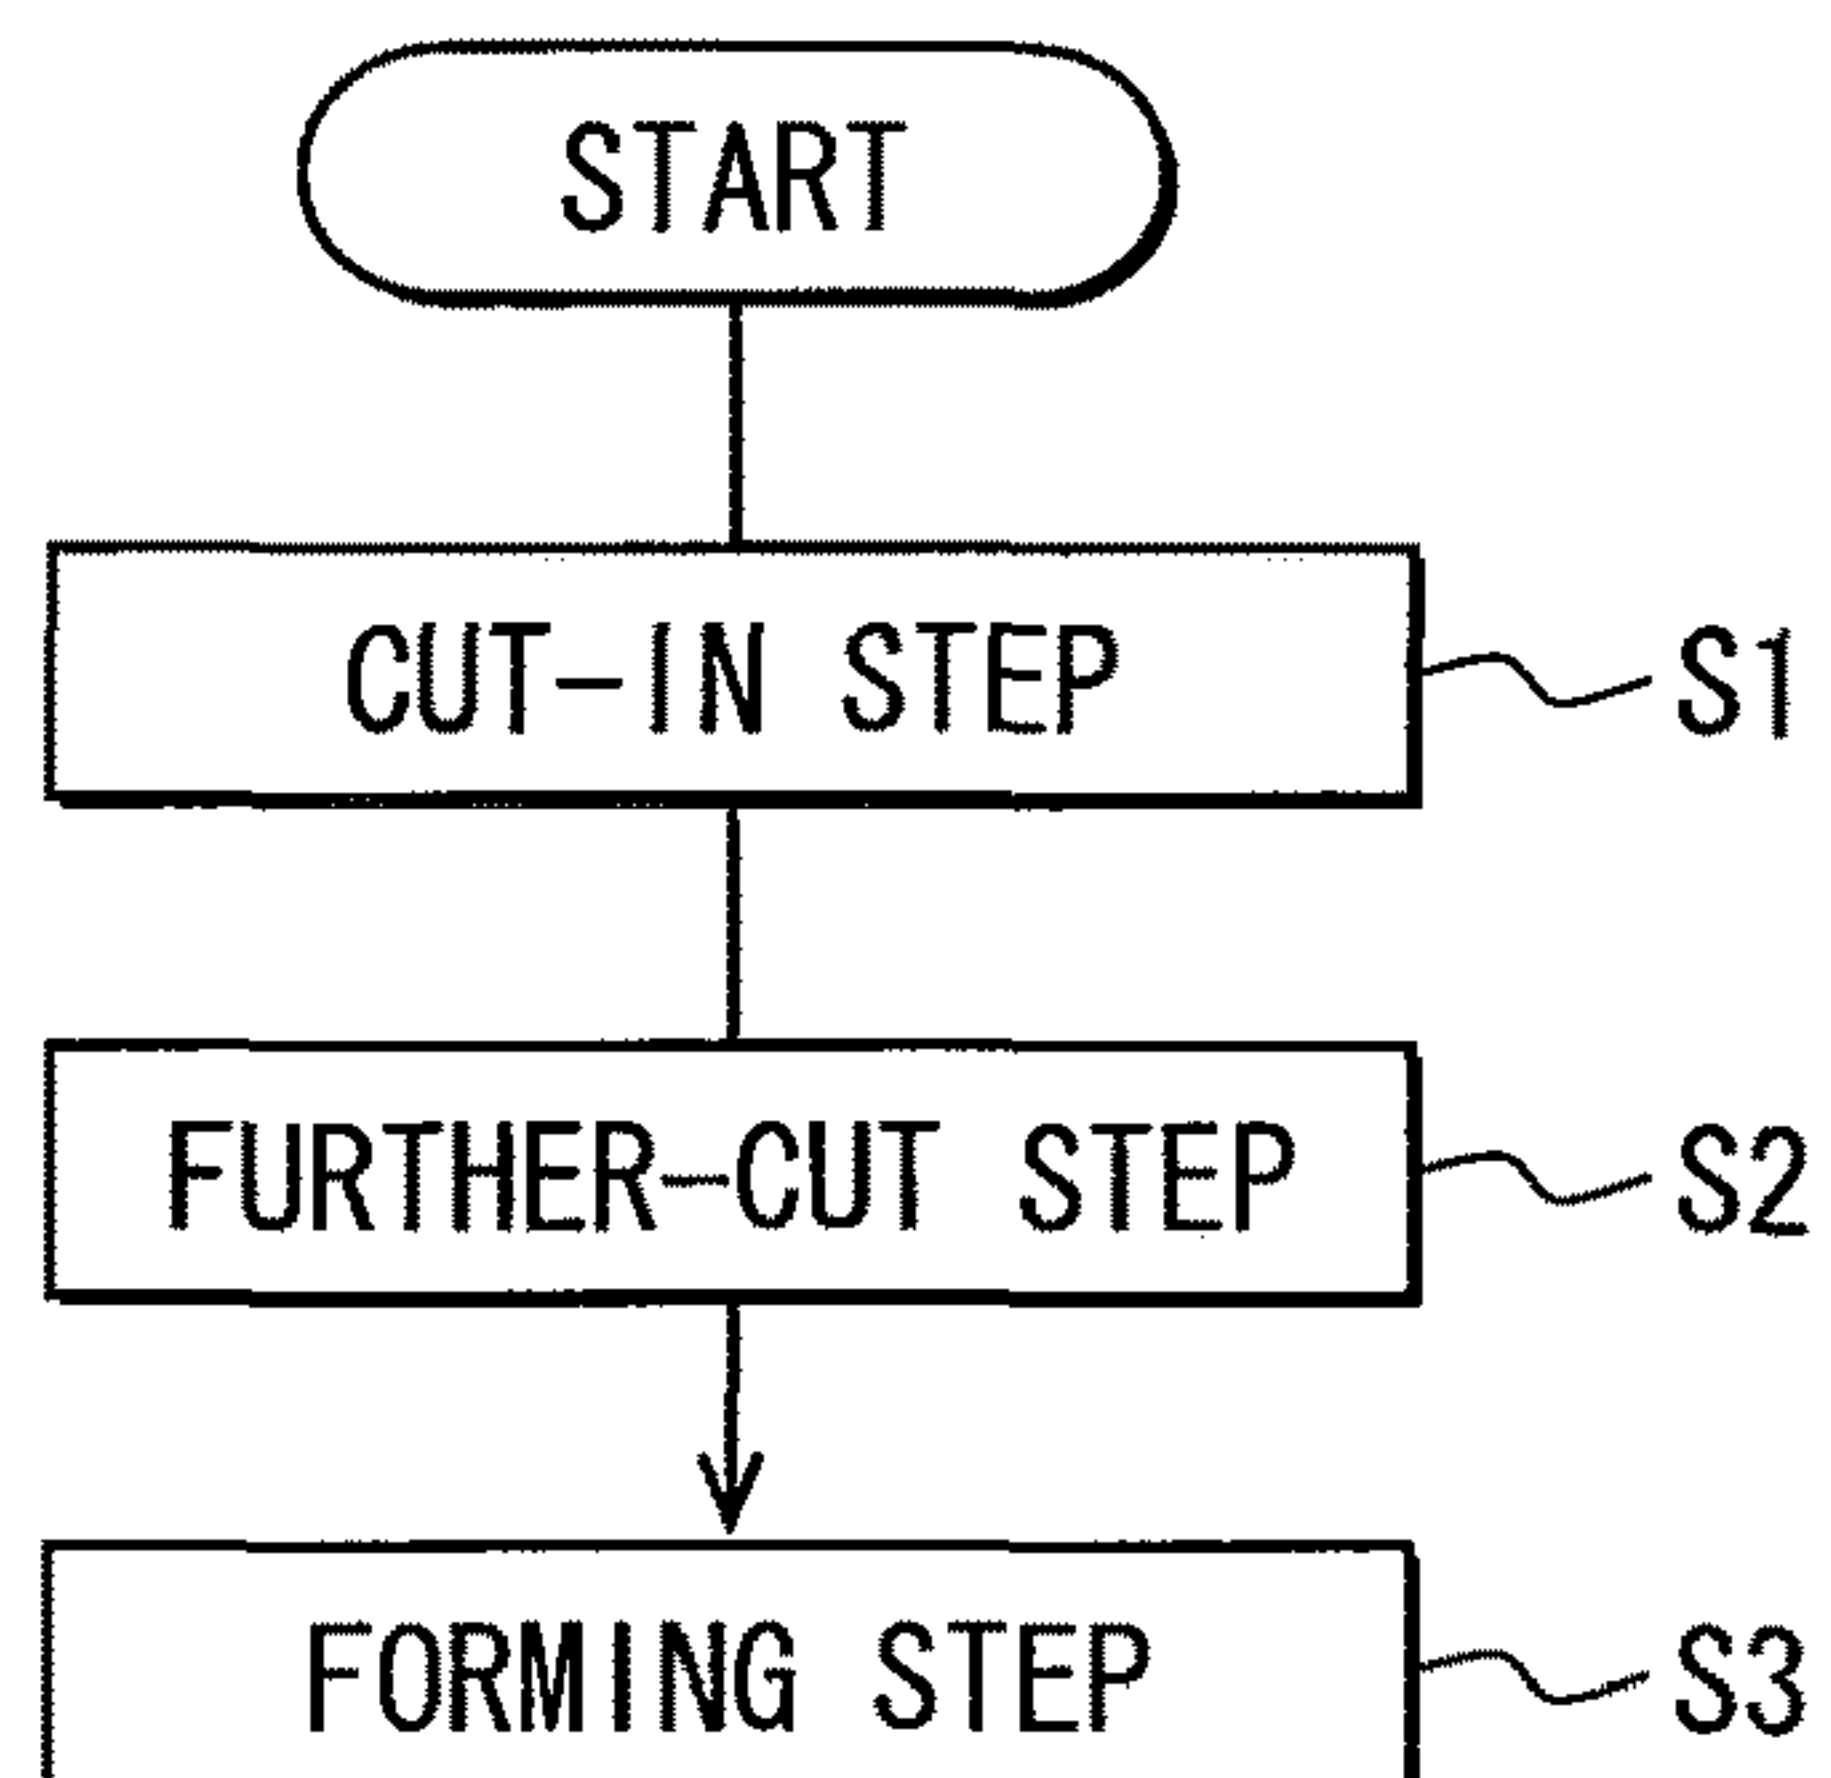 START
CUT-IN STEP
S1
FURTHER-CUT STEP
S2
FORMING STEP
S3